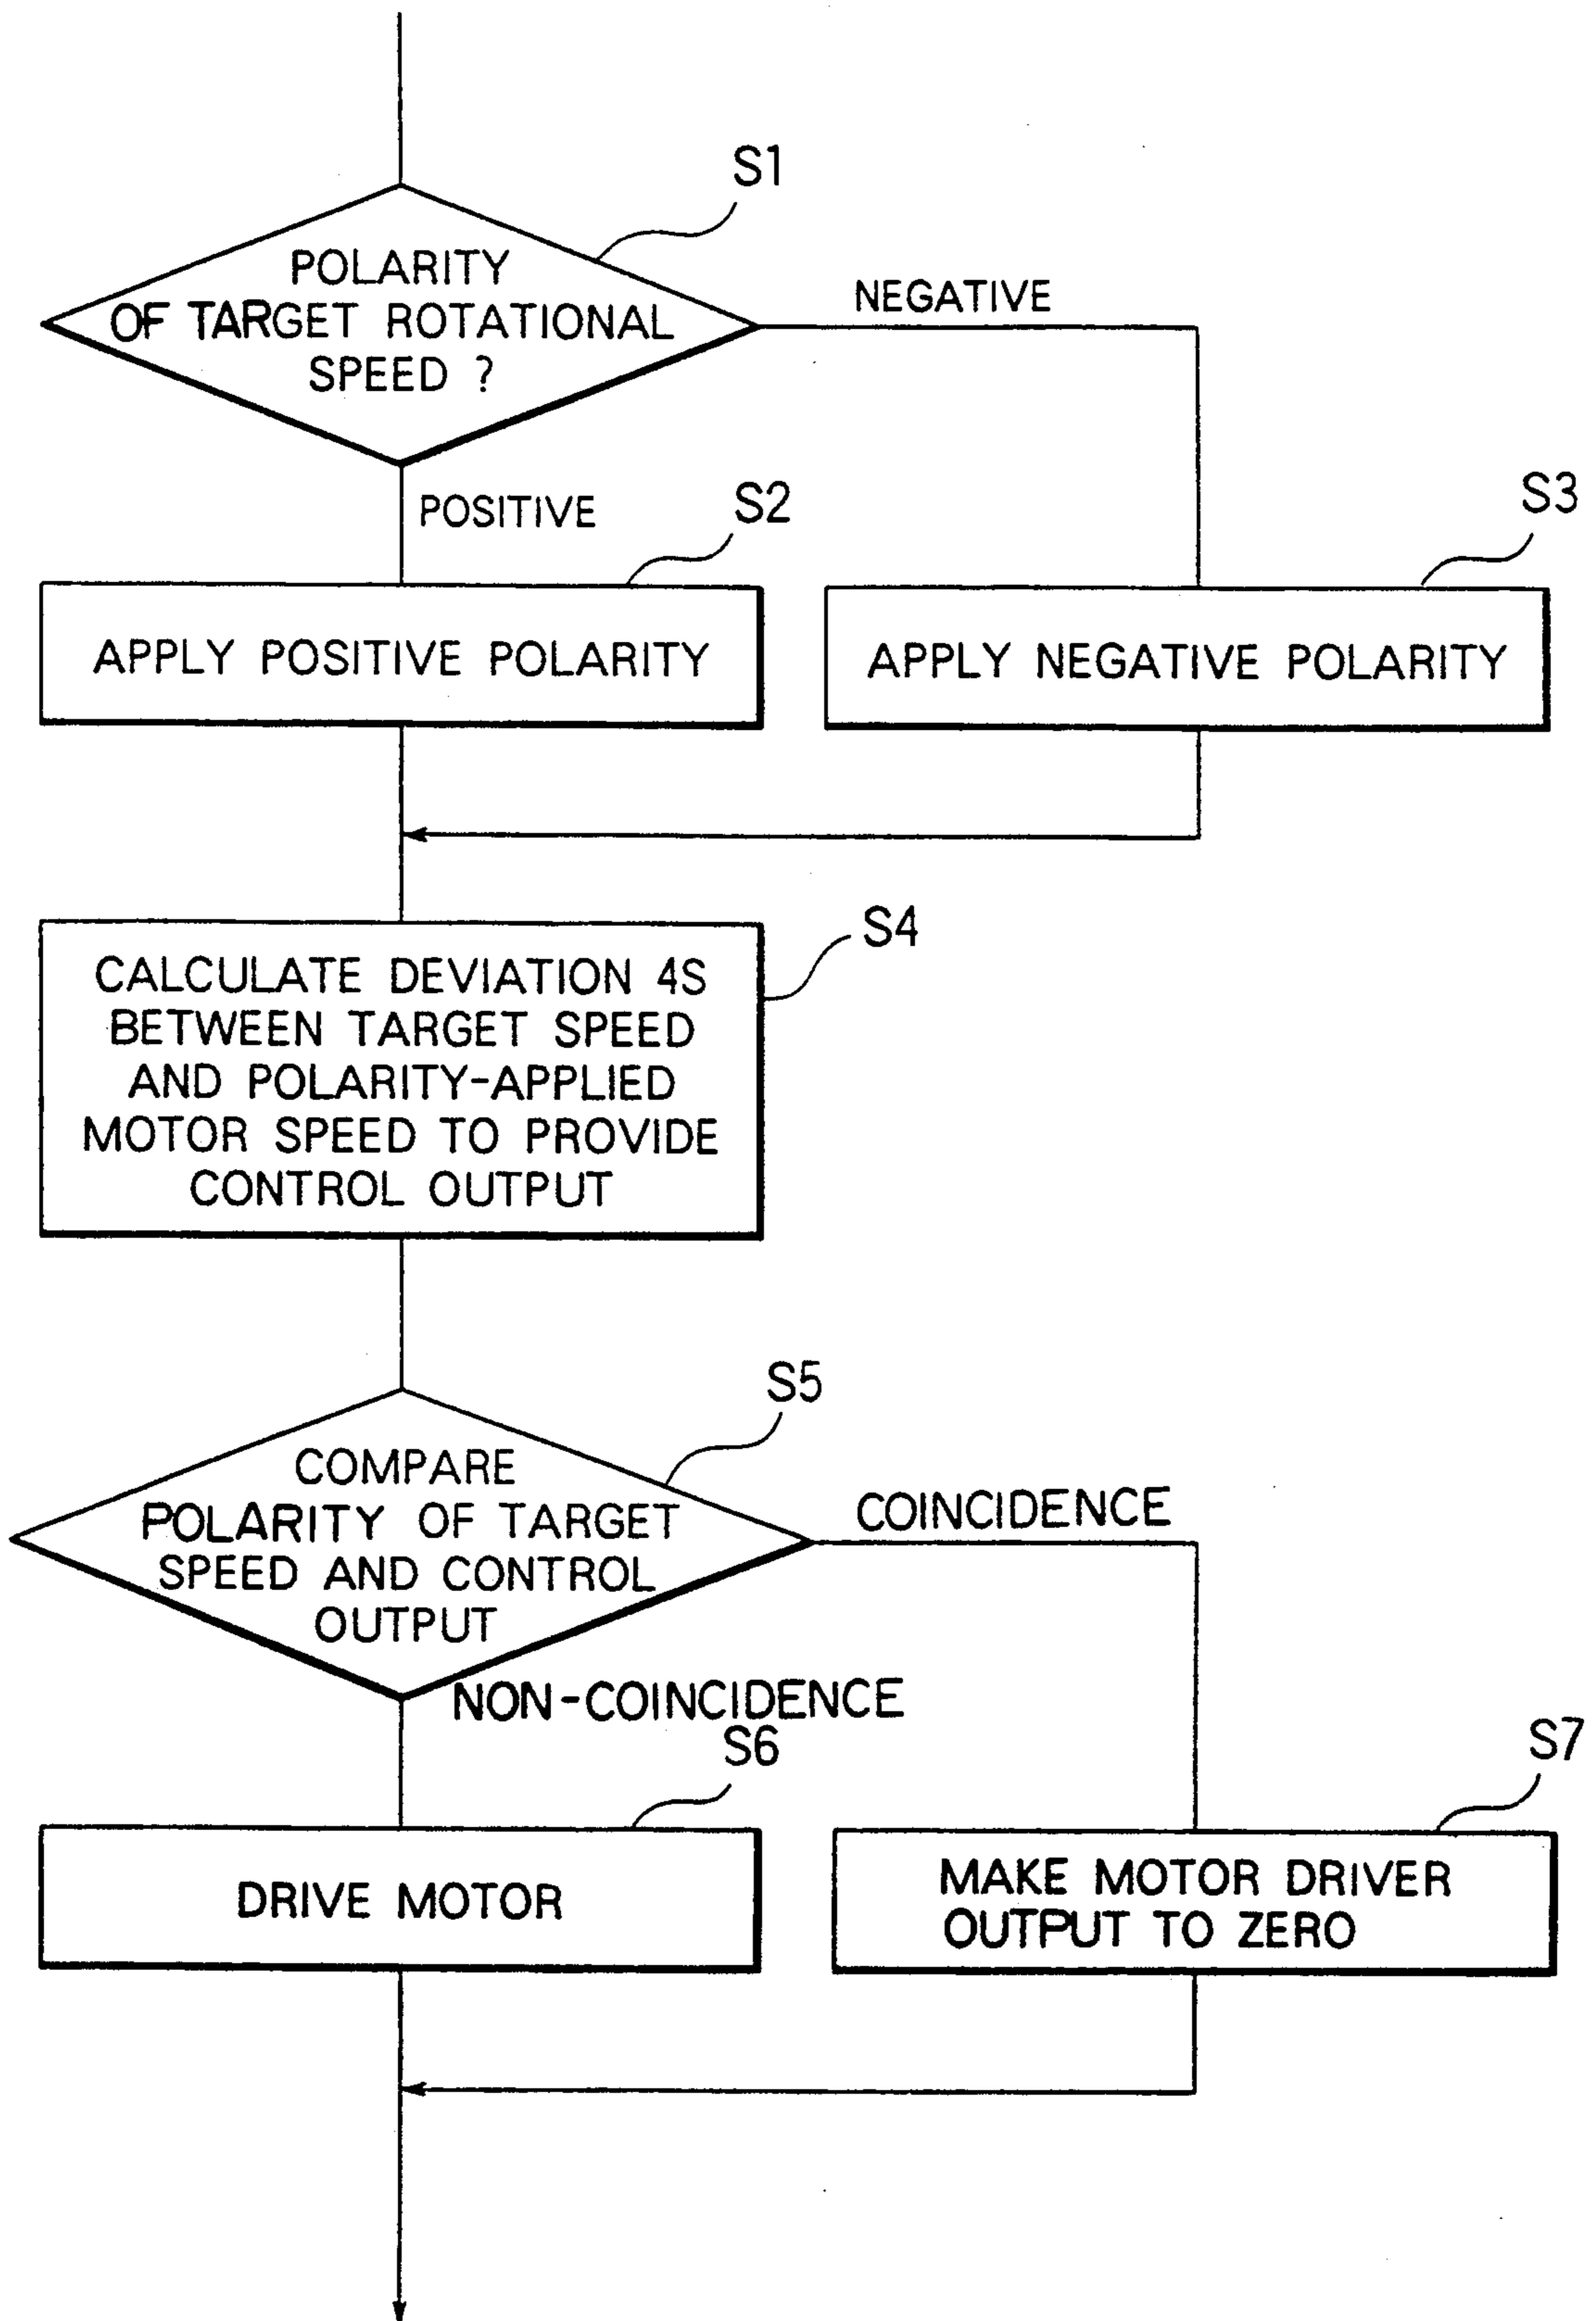 S1
POLARITY
OF TARGET ROTATIONAL
SPEED ?
NEGATIVE
POSITIVE
S2
S3
APPLY POSITIVE POLARITY
APPLY NEGATIVE POLARITY
S4
CALCULATE DEVIATION 4S
BETWEEN TARGET SPEED
AND POLARITY-APPLIED
MOTOR SPEED TO PROVIDE
CONTROL OUTPUT
S5
COMPARE
POLARITY OF TARGET
SPEED AND CONTROL
OUTPUT
COINCIDENCE
NON-COINCIDENCE
S6
S7
DRIVE MOTOR
MAKE MOTOR DRIVER
OUTPUT TO ZERO